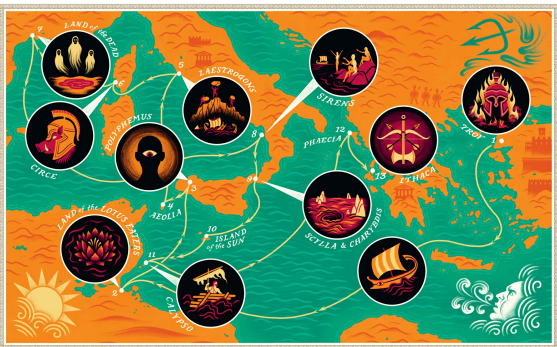 7
LAND of the DEAD
6
5
LAESTROGONS
SIRENS
TROY
1
CIRCE
POLYPHEMUS
8
12
PHAECIA
13
ITHACA
3
4
AEOLIA
9
SCYLLA & CHARYBDIS
LAND of the LOTUS EATERS
10
ISLAND
of the SUN
11
2
CALYPSO